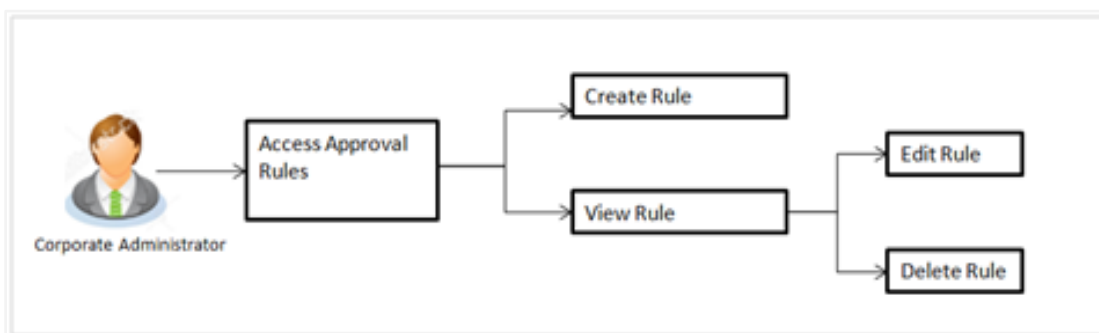 Corporate Administrator
Access Approval
Rules
Create Rule
View Rule
Edit Rule
Delete Rule